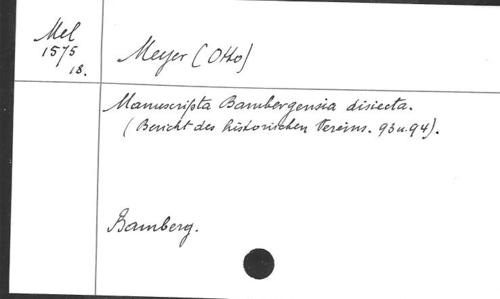 Mel
1575
18.
Meyer (Otto)
Manuscripta Bambergensia disiecta.
(Bericht des historischen Vereins. 93 u. 94).
Bamberg.